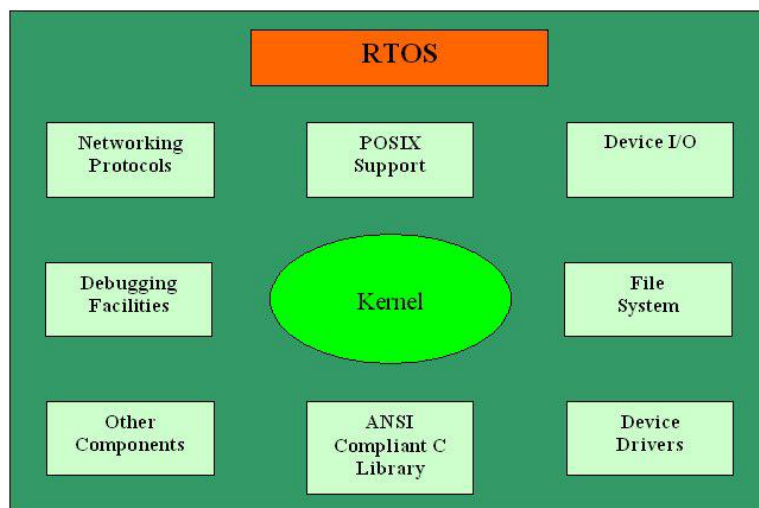 RTOS
Networking
Protocols
POSIX
Support
Device I/O
Debugging
Facilities
Kernel
File
System
Other
Components
ANSI
Compliant C
Library
Device
Drivers